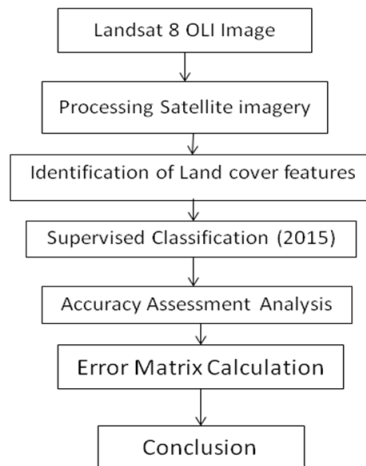 Landsat 8 OLI Image
Processing Satellite imagery
Identification of Land cover features
Supervised Classification (2015)
Accuracy Assessment Analysis
Error Matrix Calculation
Conclusion